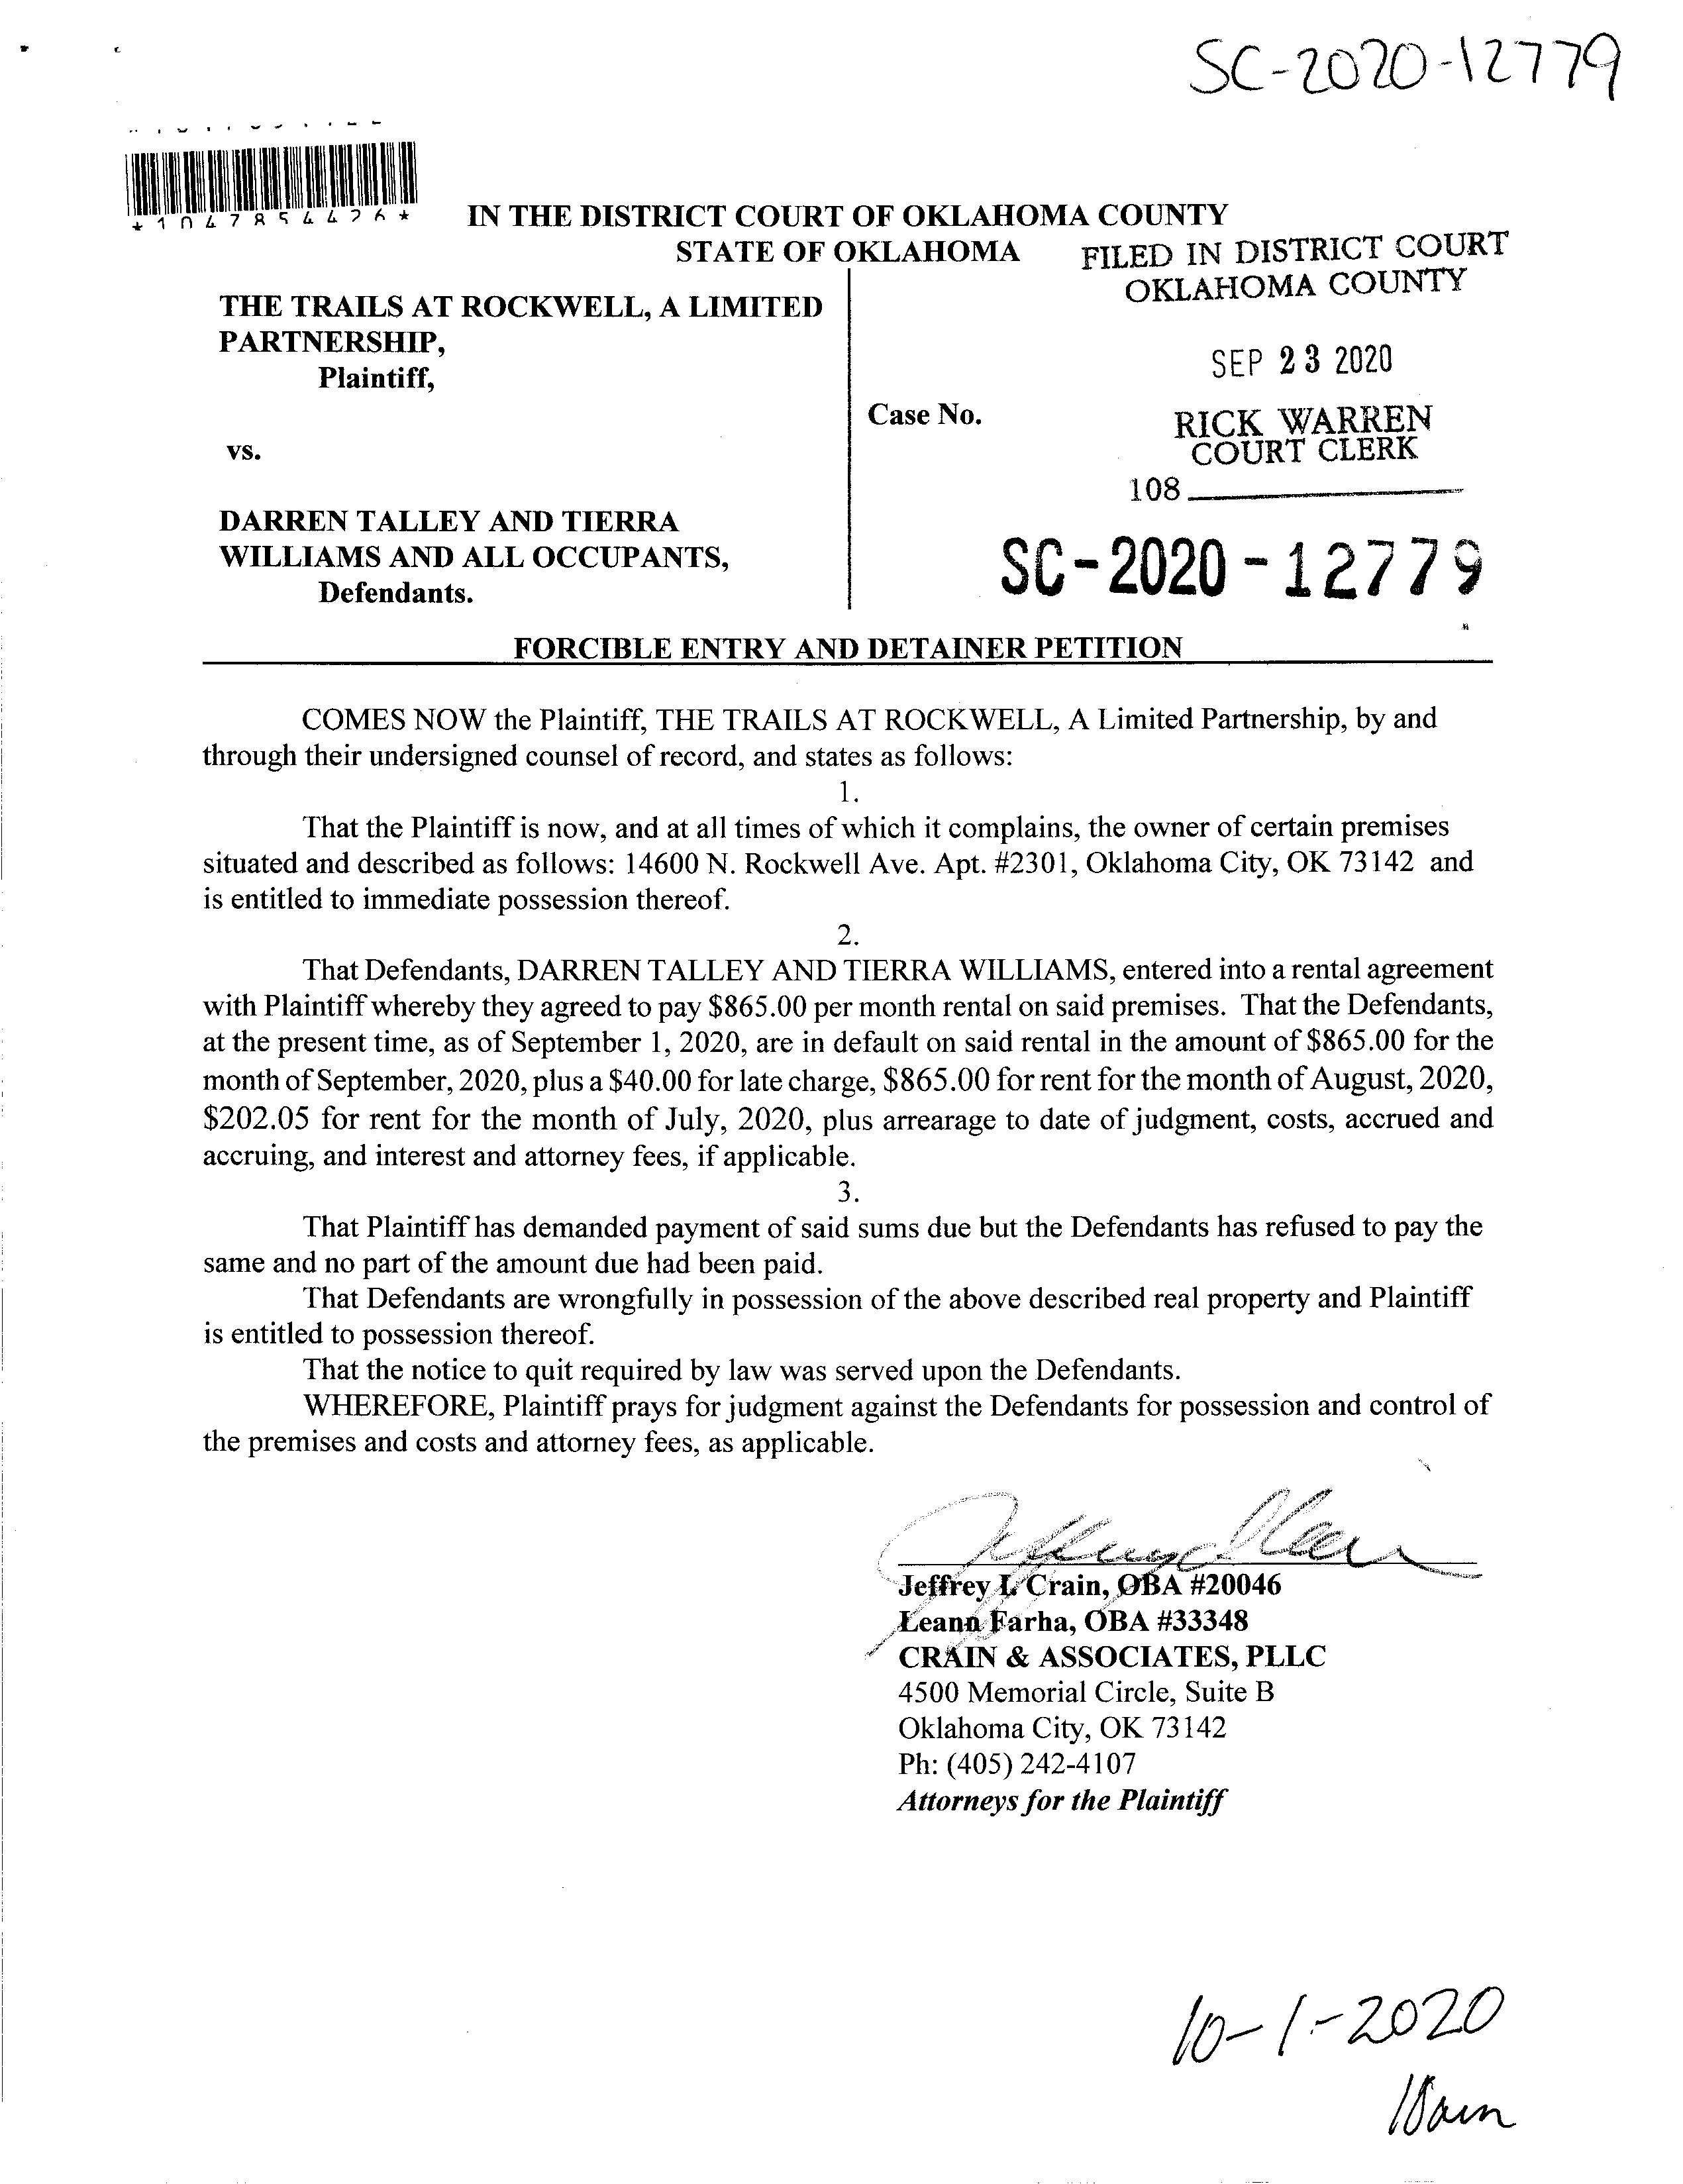 SC-2020-12779
IN THE DISTRICT COURT OF OKLAHOMA COUNTY
STATE OF OKLAHOMA
FILED IN DISTRICT COURT
OKLAHOMA COUNTY
THE TRAILS AT ROCKWELL, A LIMITED
PARTNERSHIP,
Plaintiff,
SEP 23 2020
Case No.
RICK WARREN
COURT CLERK
vs.
108
DARREN TALLEY AND TIERRA
WILLIAMS AND ALL OCCUPANTS,
Defendants.
SC-2020-12779
FORCIBLE ENTRY AND DETAINER PETITION
COMES NOW the Plaintiff, THE TRAILS AT ROCKWELL, A Limited Partnership, by and
through their undersigned counsel of record, and states as follows:
1.
That the Plaintiff is now, and at all times of which it complains, the owner of certain premises
situated and described as follows: 14600 N. Rockwell Ave. Apt. #2301, Oklahoma City, OK 73142 and
is entitled to immediate possession thereof.
2.
That Defendants, DARREN TALLEY AND TIERRA WILLIAMS, entered into a rental agreement
with Plaintiff whereby they agreed to pay $865.00 per month rental on said premises. That the Defendants,
at the present time, as of September 1, 2020, are in default on said rental in the amount of $865.00 for the
month of September, 2020, plus a $40.00 for late charge, $865.00 for rent for the month of August, 2020,
$202.05 for rent for the month of July, 2020, plus arrearage to date of judgment, costs, accrued and
accruing, and interest and attorney fees, if applicable.
3.
That Plaintiff has demanded payment of said sums due but the Defendants has refused to pay the
same and no part of the amount due had been paid.
That Defendants are wrongfully in possession of the above described real property and Plaintiff
is entitled to possession thereof.
That the notice to quit required by law was served upon the Defendants.
WHEREFORE, Plaintiff prays for judgment against the Defendants for possession and control of
the premises and costs and attorney fees, as applicable.
Jeffrey L Crain, OBA #20046
Leann Farha, OBA #33348
CRAIN & ASSOCIATES, PLLC
4500 Memorial Circle, Suite B
Oklahoma City, OK 73142
Ph: (405) 242-4107
Attorneys for the Plaintiff
10-1-2020
10am